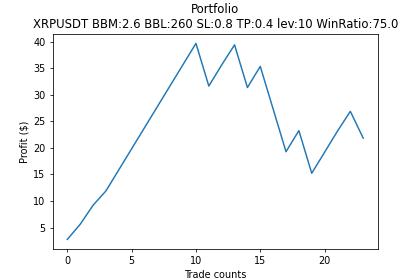 Portfolio
XRPUSDT BBM:2.6 BBL:260 SL:0.8 TP:0.4 lev:10 WinRatio:75.0
40
35
30
25
20
15
10
5
Profit ($)
0 5 10 15 20
Trade counts